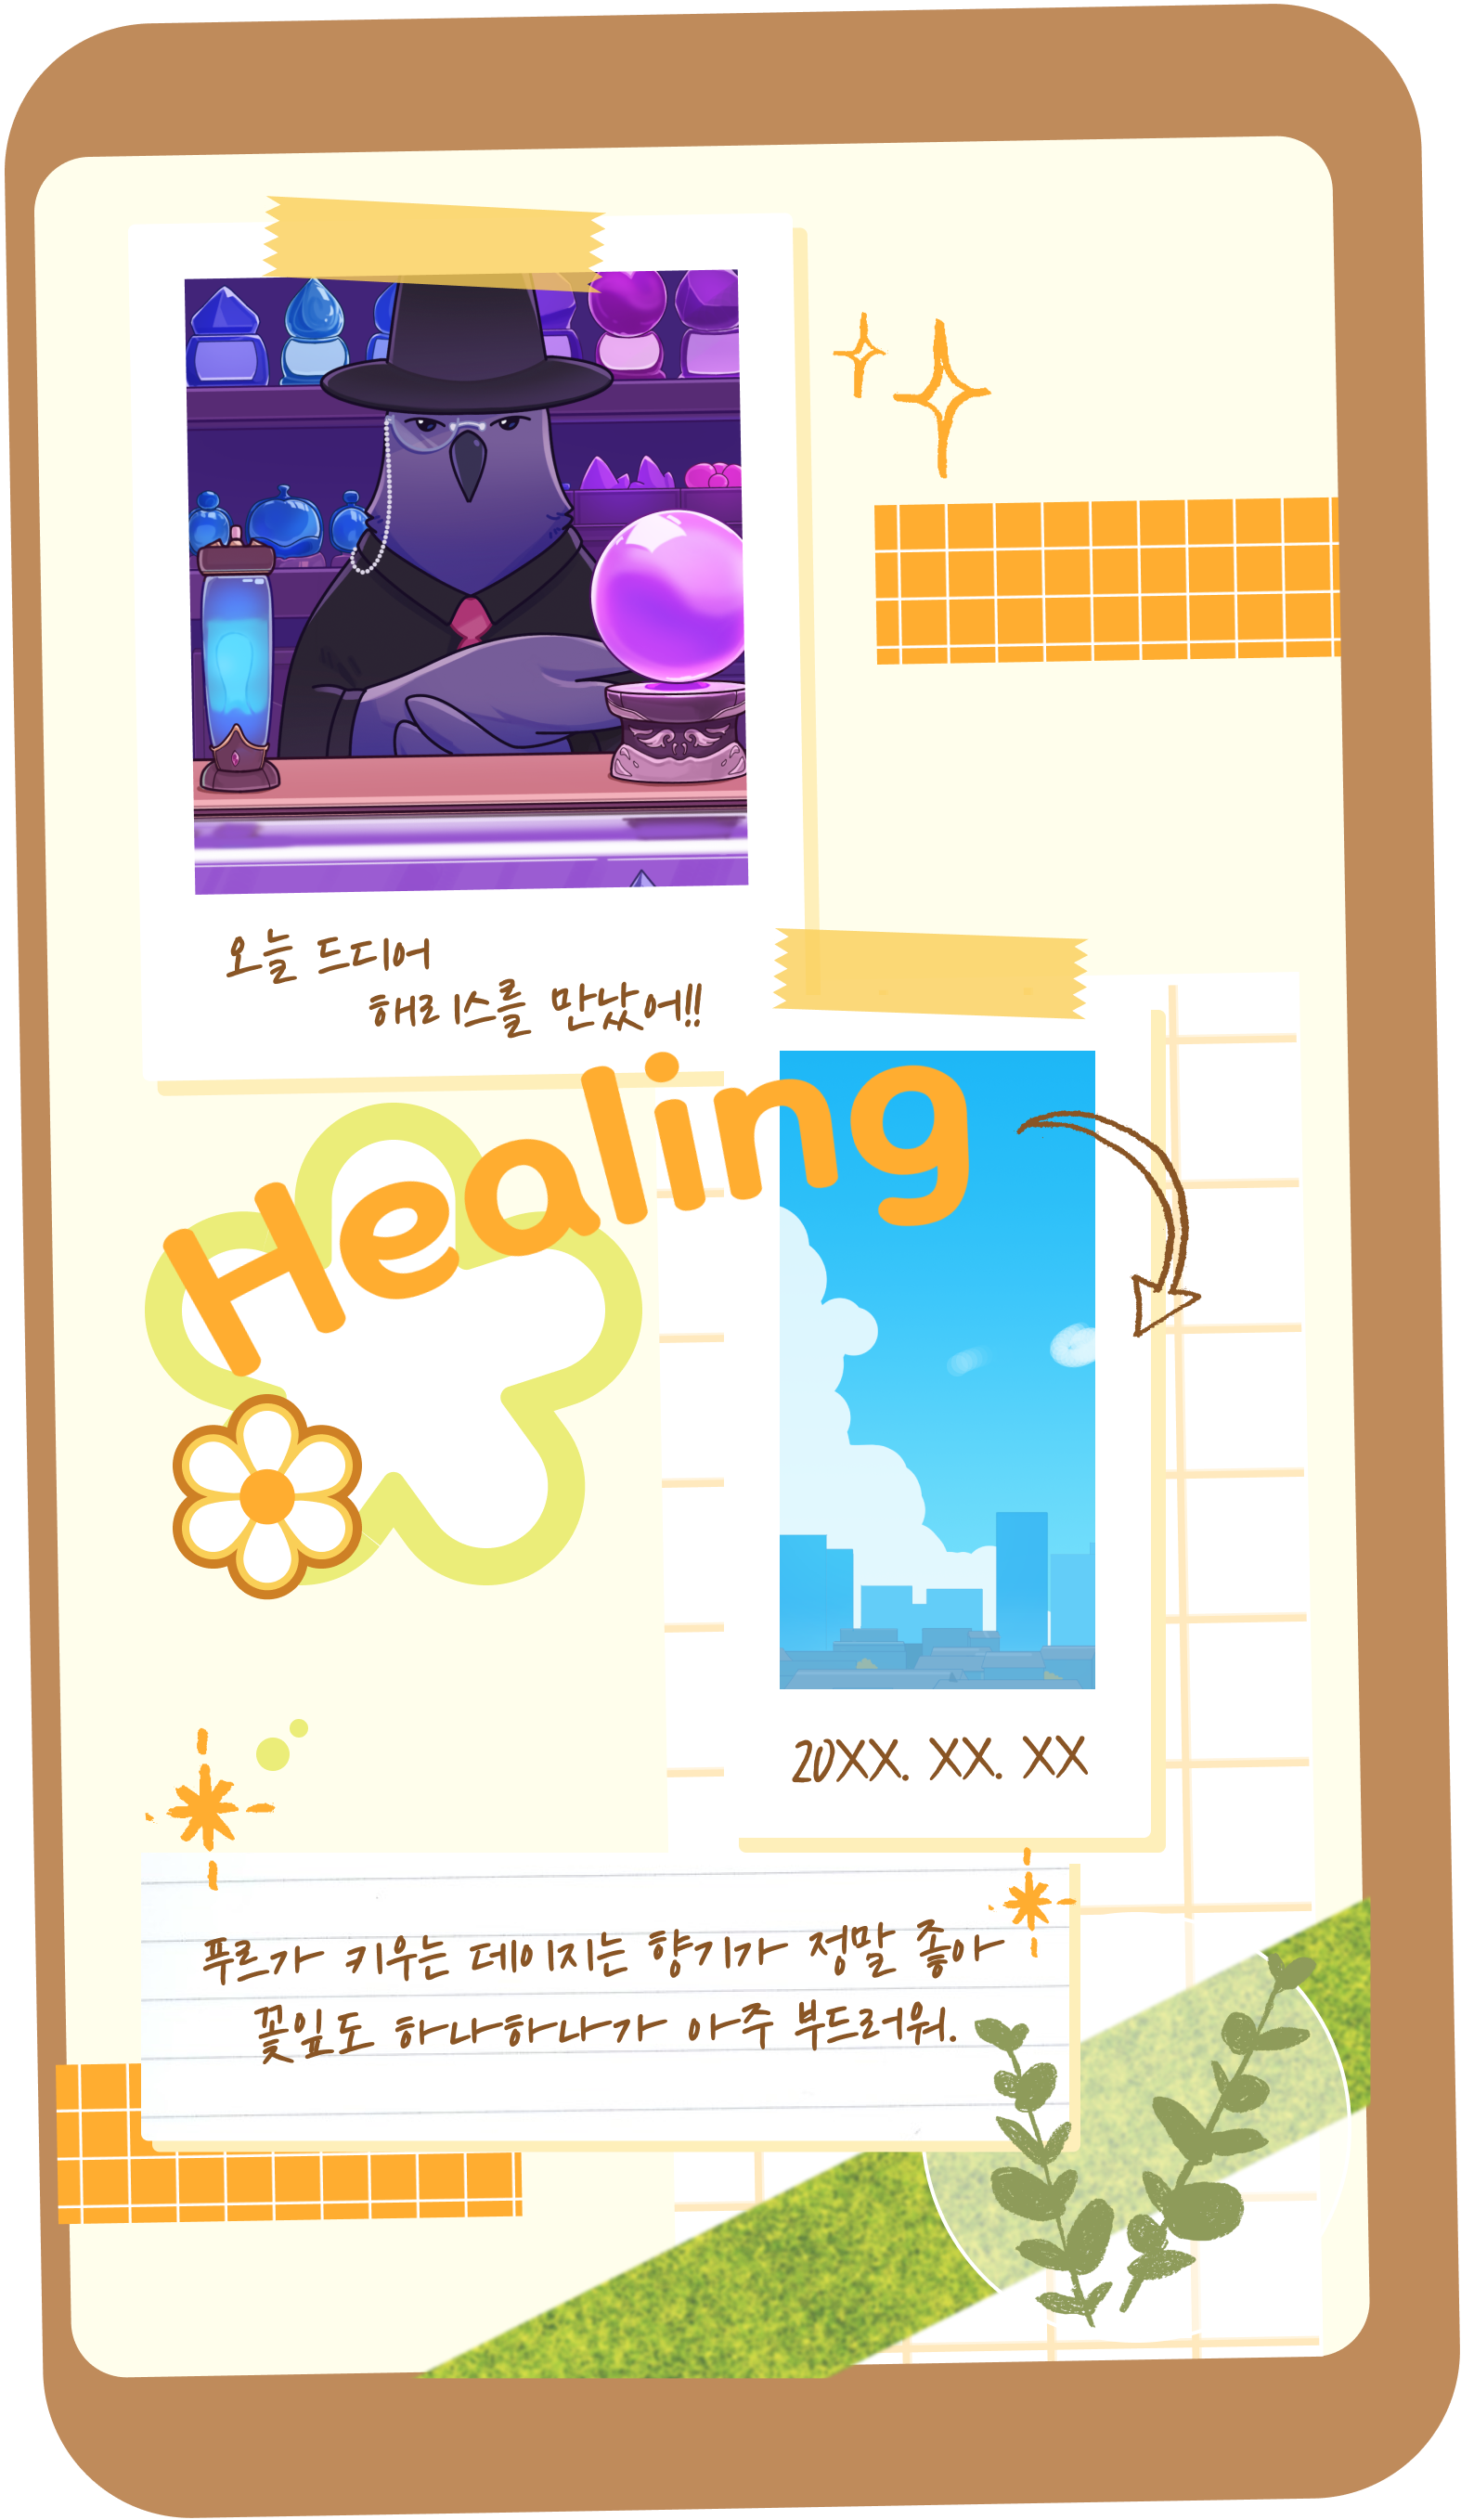 오늘 드디어
해리스를 만났어!!
Healing
20XX. XX. XX
푸르가 키우는 데이지는 향기가 정말 좋아
꽃잎도 하나하나가 아주 부드러워.